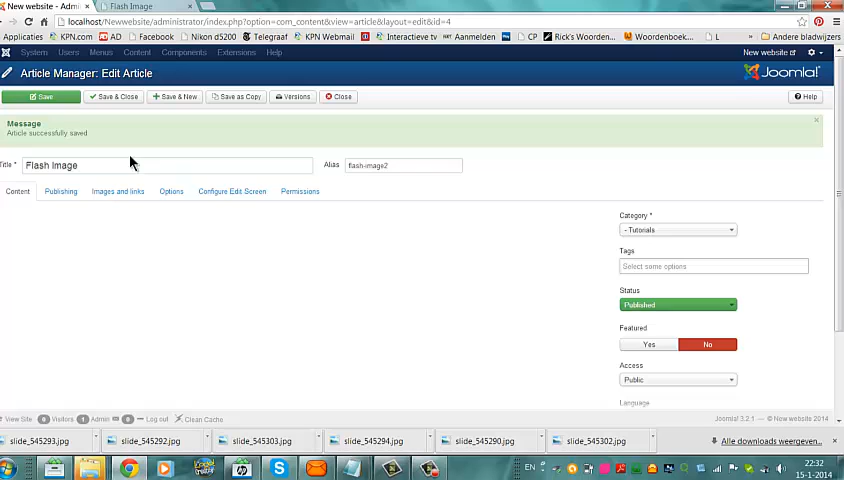 New website - Admi ×
Flash Image ×
localhost/Newwebsite/administrator/index.php?option=com_content&view=article&layout=edit&id=4
Applicaties KPN.com AD Facebook Nikon d5200 Telegraaf KPN Webmail Interactieve tv Aanmelden CP Rick's Woorden... Woordenboek... L » Andere bladwijzers
System Users Menus Content Components Extensions Help New website
Article Manager: Edit Article Joomla!
Save Save & Close Save & New Save as Copy Versions Close Help
Message
Article successfully saved
Title * Flash Image Alias flash-image2
Content Publishing Images and links Options Configure Edit Screen Permissions
Category *
- Tutorials
Tags
Select some options
Status
Published
Featured
Yes No
Access
Public
Language
View Site 0 Visitors 1 Admin 0 Log out Clean Cache Joomla! 3.2.1 — © New website 2014
slide_545293.jpg slide_545292.jpg slide_545303.jpg slide_545294.jpg slide_545290.jpg slide_545302.jpg Alle downloads weergeven...
EN 22:32
15-1-2014